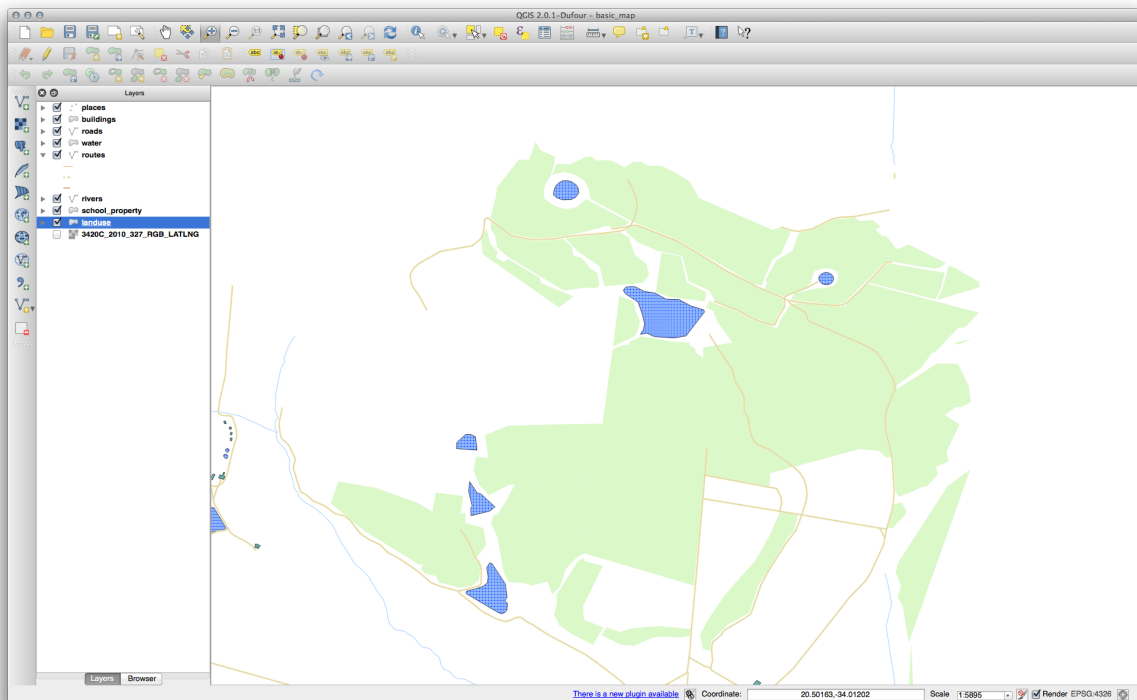 QGIS 2.0.1-Dufour - basic_map
Layers
places
buildings
roads
water
routes
rivers
school_property
landuse
3420C_2010_327_RGB_LATLNG
Layers Browser
There is a new plugin available Coordinate: 20.50163,-34.01202 Scale 1:5895 Render EPSG:4326